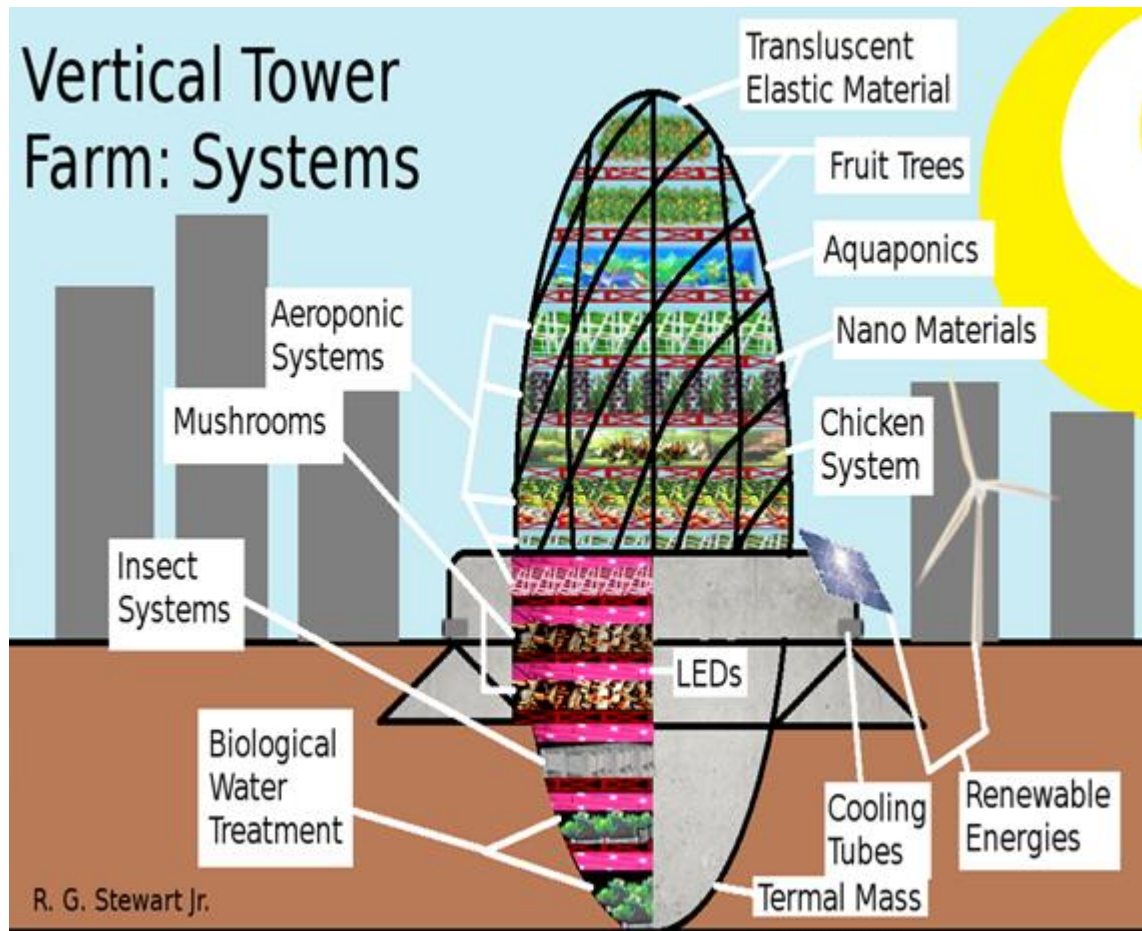 Vertical Tower
Farm: Systems
Transluscent
Elastic Material
Fruit Trees
Aquaponics
Nano Materials
Chicken
System
Aeroponic
Systems
Mushrooms
Insect
Systems
LEDs
Biological
Water
Treatment
Cooling
Tubes
Renewable
Energies
Termal Mass
R. G. Stewart Jr.